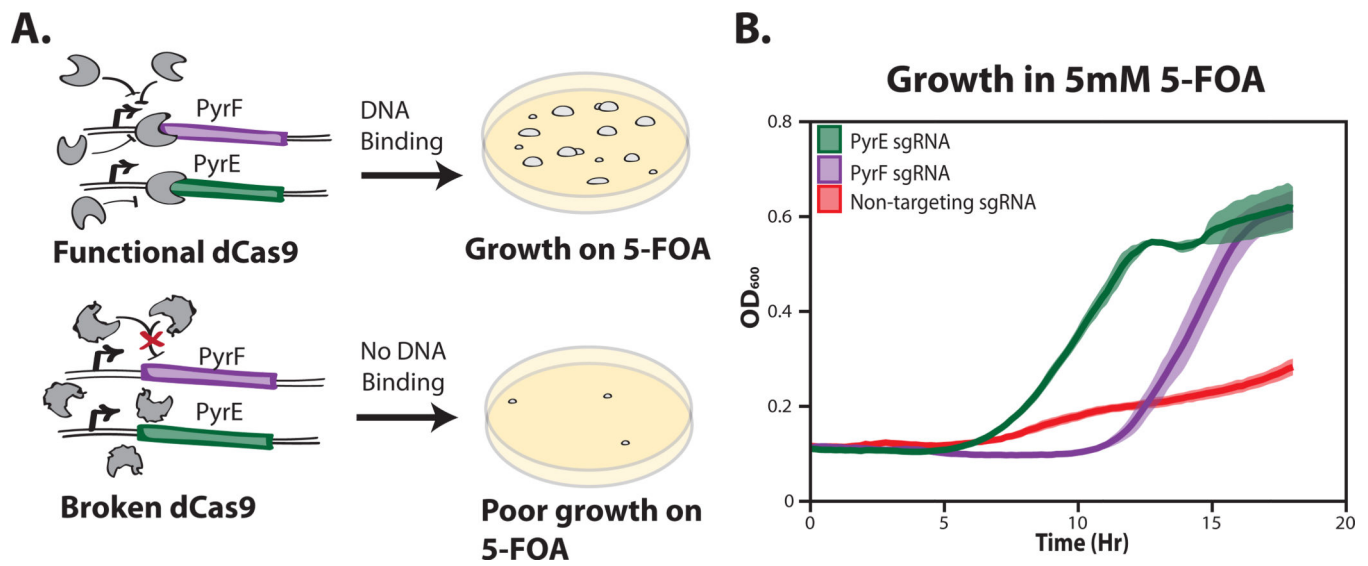 A.
PyrF
PyrE
Functional dCas9
DNA
Binding
Growth on 5-FOA
PyrF
PyrE
Broken dCas9
No DNA
Binding
Poor growth on
5-FOA
B.
Growth in 5mM 5-FOA
PyrE sgRNA
PyrF sgRNA
Non-targeting sgRNA
OD₆₀₀
0.8
0.6
0.4
0.2
0
0
5
10
15
20
Time (Hr)